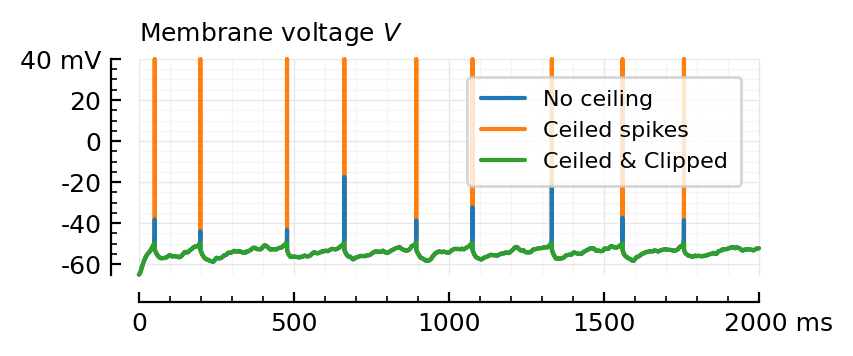 Membrane voltage V
40 mV
20
0
-20
-40
-60
No ceiling
Ceiled spikes
Ceiled & Clipped
0 500 1000 1500 2000 ms